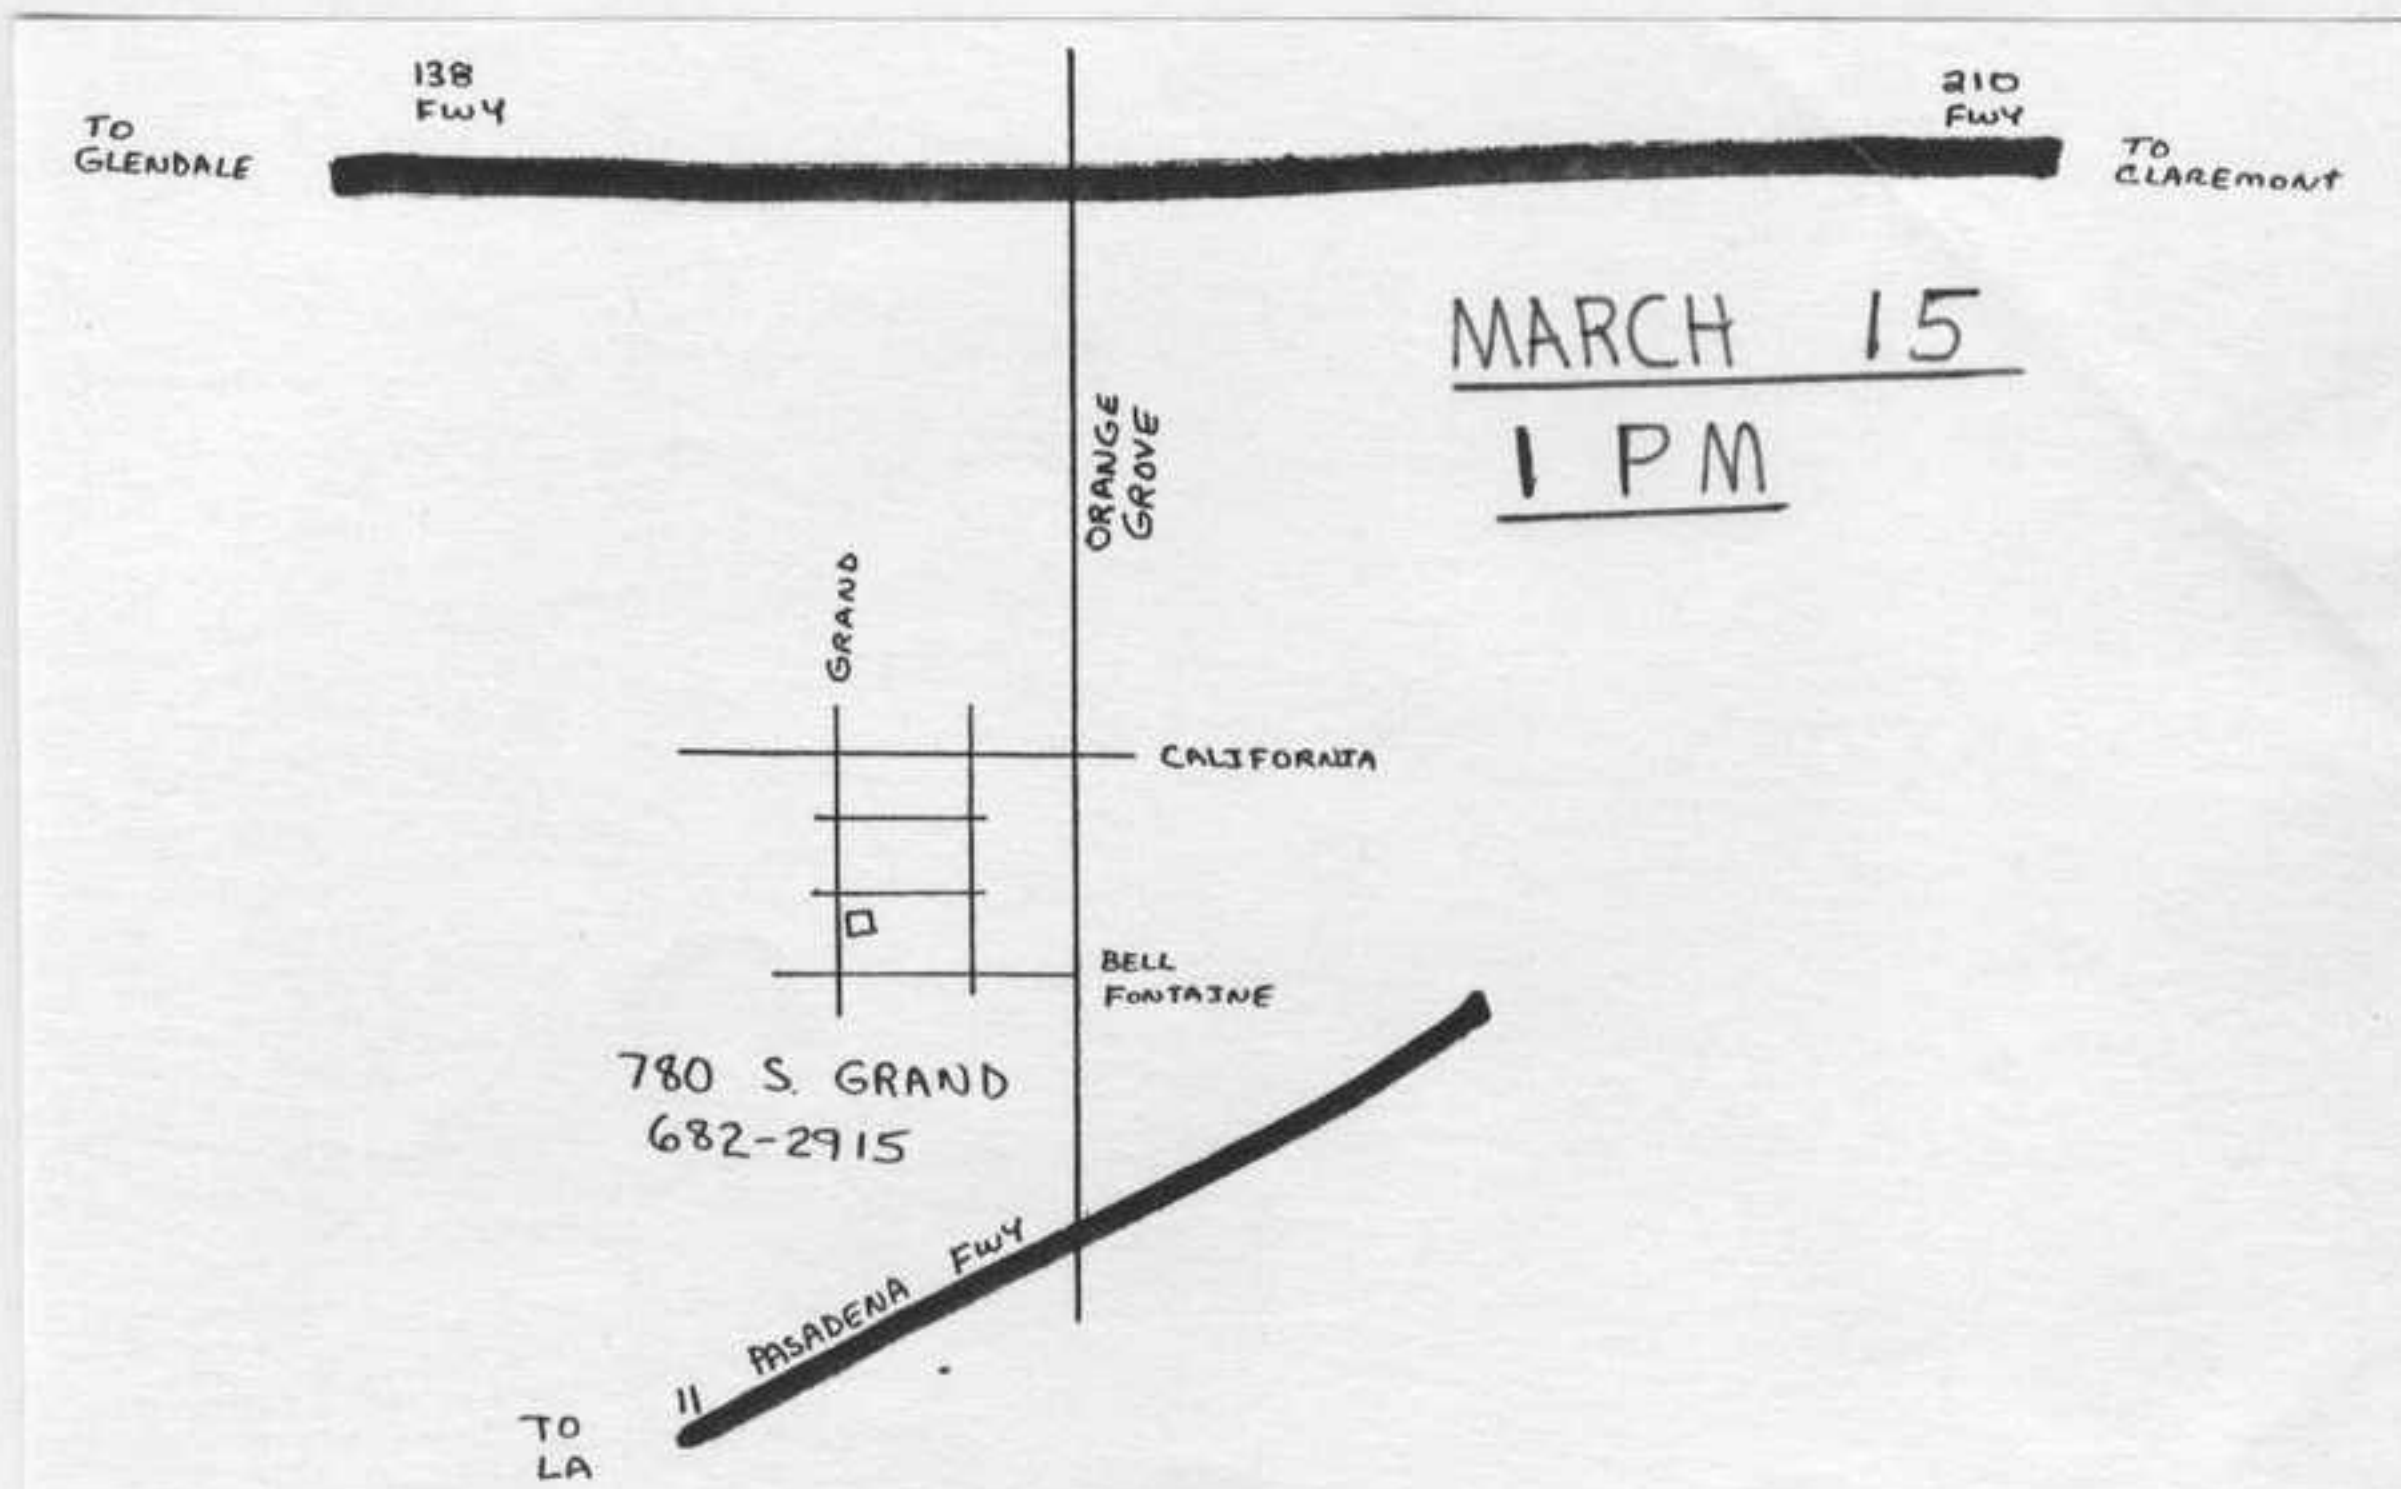 138
FWY
TO
GLENDALE
210
FWY
TO
CLAREMONT
MARCH 15
1 PM
ORANGE
GROVE
GRAND
CALIFORNIA
BELL
FONTAINE
780 S. GRAND
682-2915
11 PASADENA FWY
TO
LA